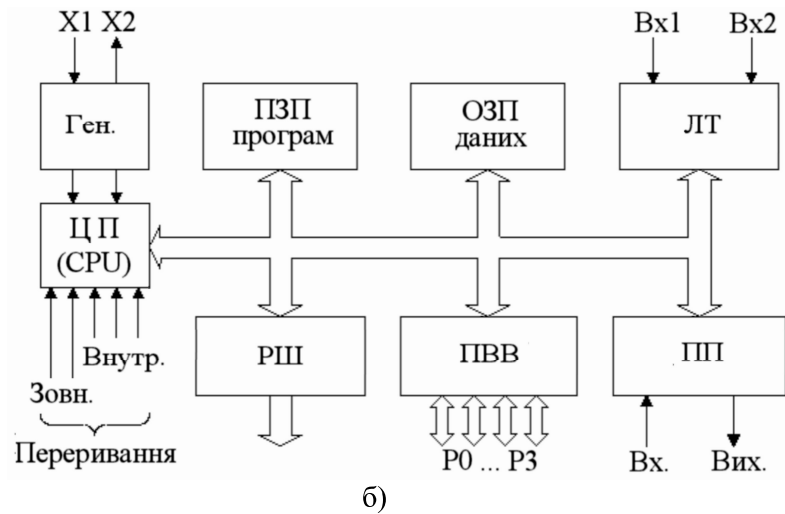 X1 X2
Вх1 Вх2
Ген.
ПЗП
програм
ОЗП
даних
ЛТ
Ц П
(CPU)
РШ
ПВВ
ПП
Внутр.
Зовн.
Переривання
P0 ... P3
Вх. Вих.
б)